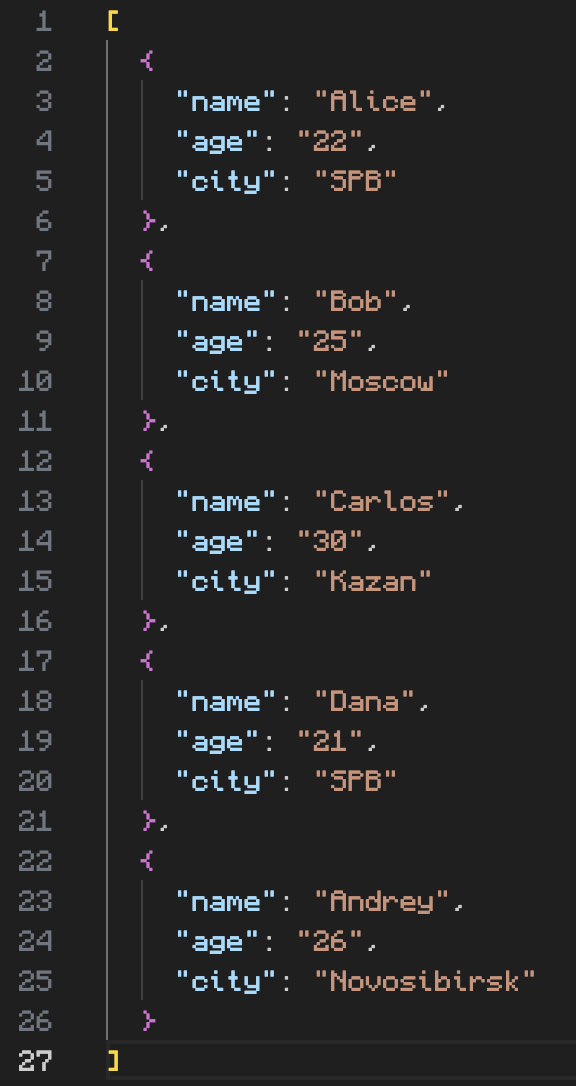 1 [
2   {
3     "name": "Alice",
4     "age": "22",
5     "city": "SPB"
6   },
7   {
8     "name": "Bob",
9     "age": "25",
10     "city": "Moscow"
11   },
12   {
13     "name": "Carlos",
14     "age": "30",
15     "city": "Kazan"
16   },
17   {
18     "name": "Dana",
19     "age": "21",
20     "city": "SPB"
21   },
22   {
23     "name": "Andrey",
24     "age": "26",
25     "city": "Novosibirsk"
26   }
27 ]